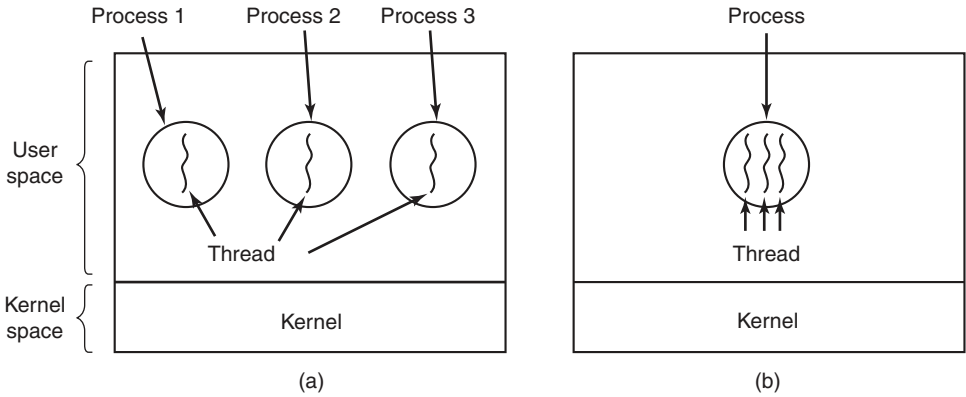 Process 1
Process 2
Process 3
Process
User
space
Thread
Thread
Kernel
space
Kernel
Kernel
(a)
(b)